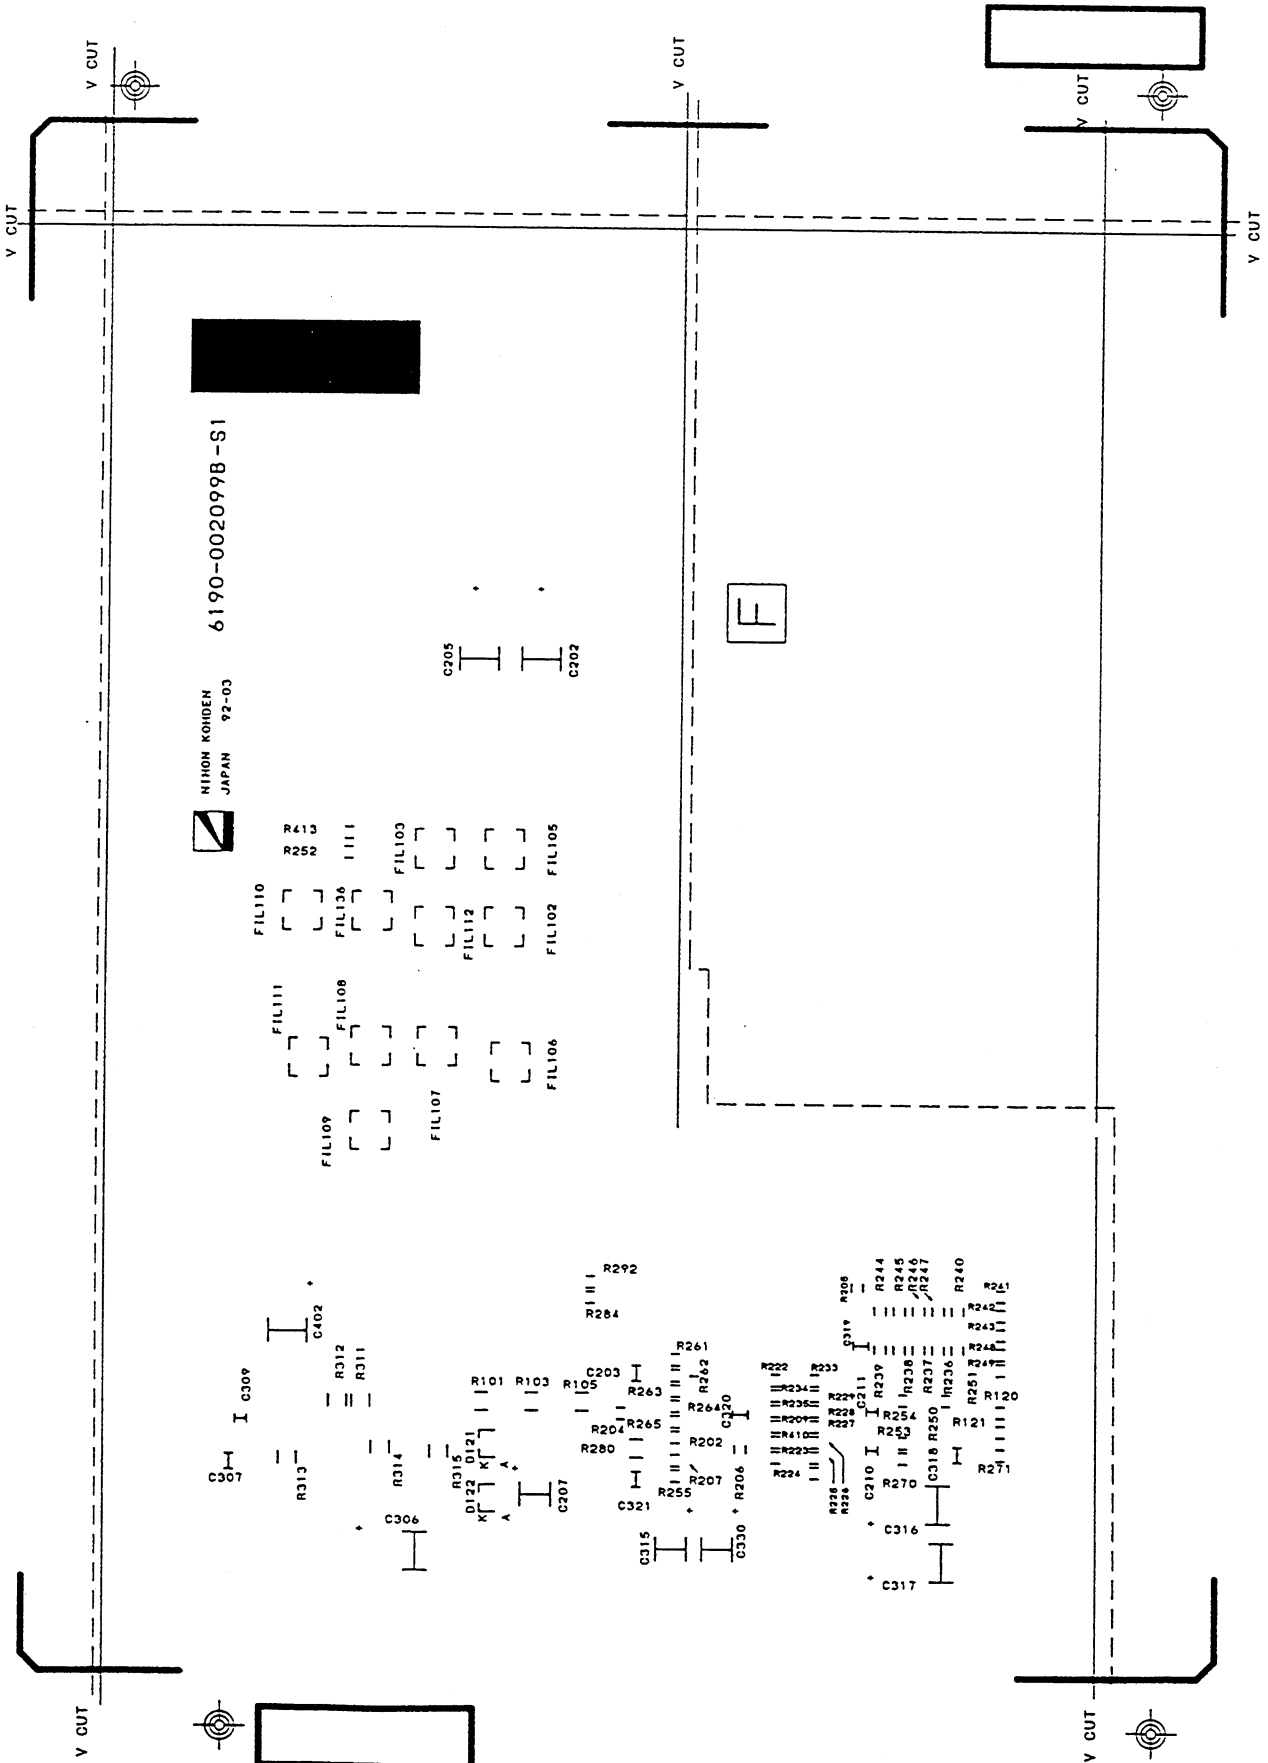 V CUT
V CUT
V CUT
V CUT
V CUT
6190-002099B-S1
NIHON KOHDEN
JAPAN 92-03
C205
C202
F
R413
R252
FIL103
FIL105
FIL110
FIL136
FIL112
FIL102
FIL111
FIL108
FIL106
FIL107
FIL109
R292
R284
C402
C309
R312
R311
C307
R313
R314
R315
C306
R101
R103
R105
D121
K
A
D122
K
A
C207
C203
R263
R204
R265
R280
C321
R261
R262
R264
C320
R202
R207
R206
R255
C315
C330
R222
R233
R234
R229
R235
R228
R209
R227
R410
R223
R224
R225
R226
R208
C319
R244
R245
R246
R247
R240
R241
R242
R243
R248
R249
R239
R238
R237
R236
R251
R120
C211
R254
R253
R250
R121
C210
R270
C318
R271
C316
C317
V CUT
V CUT